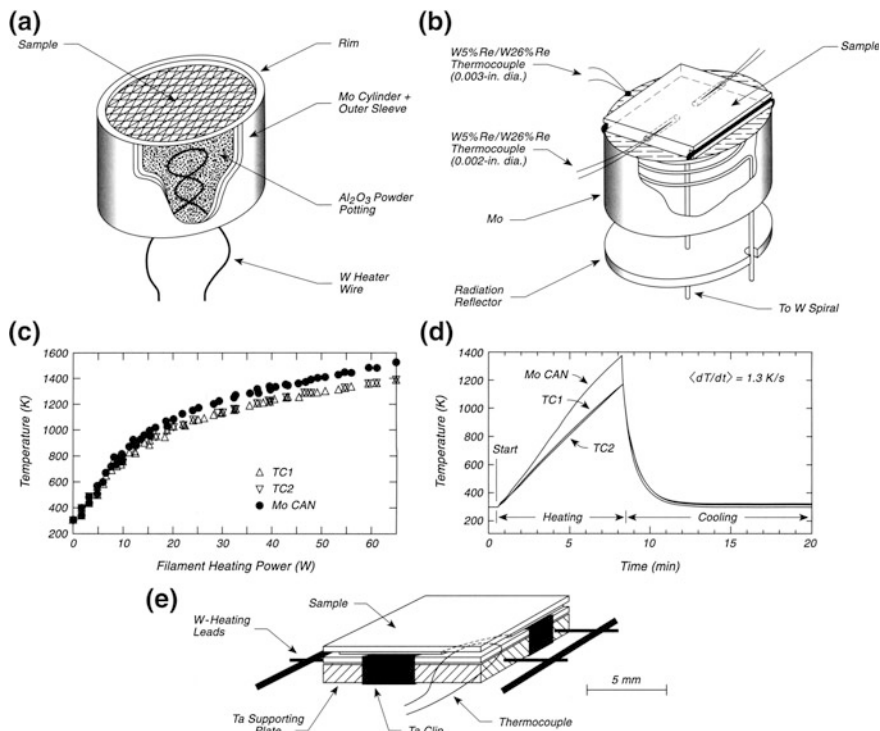 (a)
Sample
Rim
Mo Cylinder +
Outer Sleeve
Al2O3 Powder
Potting
W Heater
Wire
(b)
W5% Re/W26% Re
Thermocouple
(0.003-in. dia.)
Sample
W5% Re/W26% Re
Thermocouple
(0.002-in. dia.)
Mo
Radiation
Reflector
To W Spiral
(c)
1600
1400
1200
1000
800
600
400
200
Temperature
(K)
TC1
TC2
Mo CAN
0 10 20 30 40 50 60
Filament Heating Power (W)
(d)
1400
1200
1000
800
600
400
200
Temperature
(K)
Mo CAN
⟨dT/dt⟩ = 1.3 K/s
TC1
TC2
Start
Heating
Cooling
0 5 10 15 20
Time (min)
(e)
Sample
W-Heating
Leads
5 mm
Ta Supporting
Plate
Ta Clip
Thermocouple